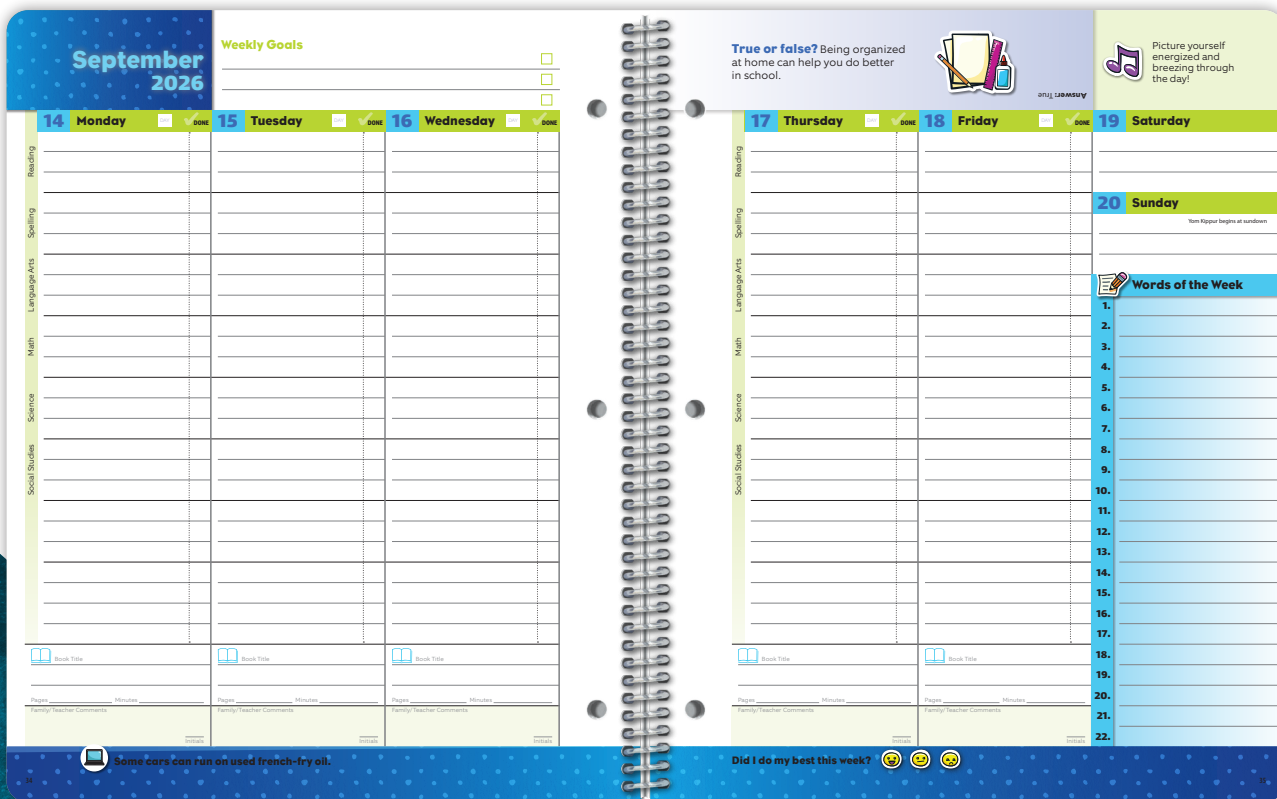 September
2026
Weekly Goals
14 Monday DAY DONE
15 Tuesday DAY DONE
16 Wednesday DAY DONE
Reading
Spelling
Language Arts
Math
Science
Social Studies
Book Title
Pages Minutes
Family/Teacher Comments
Initials
Book Title
Pages Minutes
Family/Teacher Comments
Initials
Book Title
Pages Minutes
Family/Teacher Comments
Initials
Some cars can run on used french-fry oil.
True or false? Being organized
at home can help you do better
in school.
Answer: True
Picture yourself
energized and
breezing through
the day!
17 Thursday DAY DONE
18 Friday DAY DONE
19 Saturday
20 Sunday
Yom Kippur begins at sundown
Reading
Spelling
Language Arts
Math
Science
Social Studies
Words of the Week
1.
2.
3.
4.
5.
6.
7.
8.
9.
10.
11.
12.
13.
14.
15.
16.
17.
18.
19.
20.
21.
22.
Book Title
Pages Minutes
Family/Teacher Comments
Initials
Book Title
Pages Minutes
Family/Teacher Comments
Initials
Did I do my best this week?